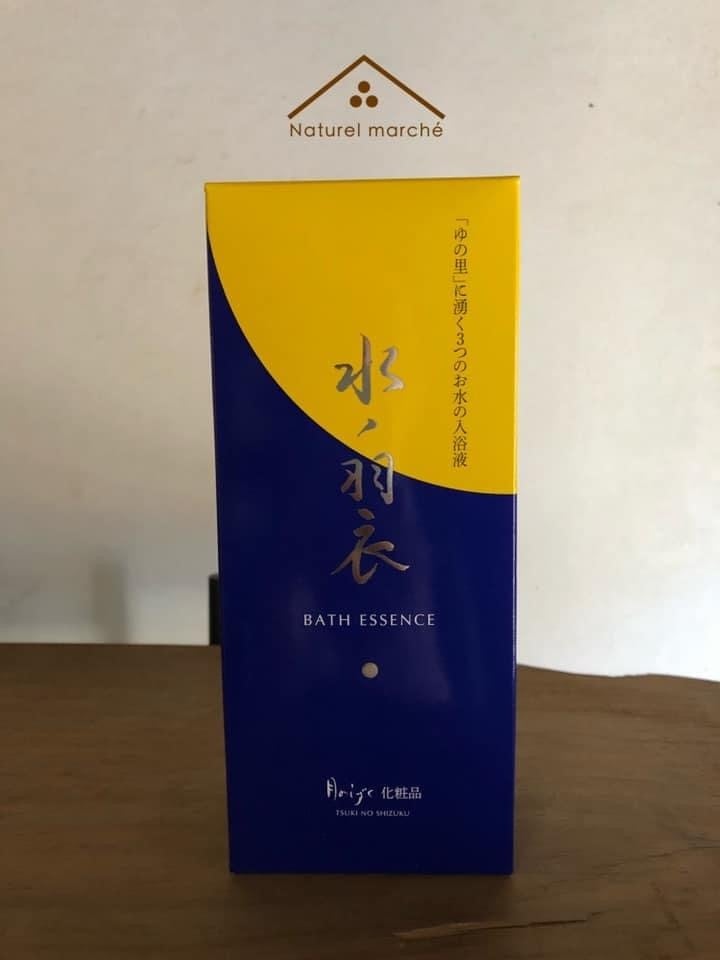 Naturel marché
「ゆの里」に湧く3つのお水の入浴液
水ノ羽衣
BATH ESSENCE
月のしずく 化粧品
TSUKI NO SHIZUKU